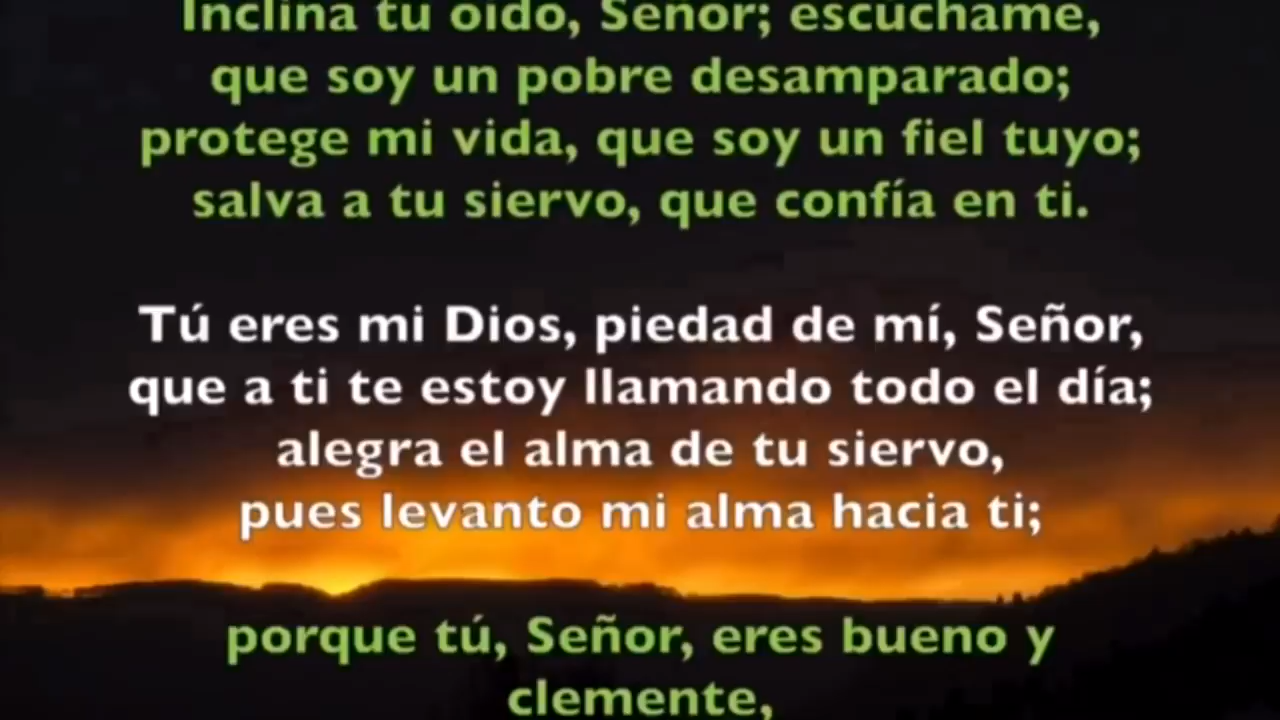 Inclina tu oído, Señor; escúchame,
que soy un pobre desamparado;
protege mi vida, que soy un fiel tuyo;
salva a tu siervo, que confía en ti.
Tú eres mi Dios, piedad de mí, Señor,
que a ti te estoy llamando todo el día;
alegra el alma de tu siervo,
pues levanto mi alma hacia ti;
porque tú, Señor, eres bueno y
clemente,